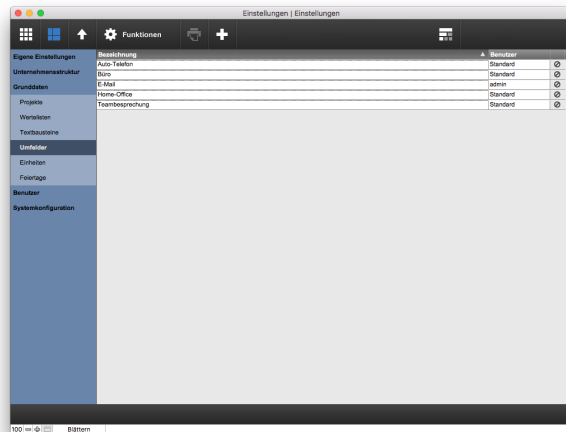 Einstellungen | Einstellungen
Funktionen
Eigene Einstellungen
Unternehmensstruktur
Grunddaten
Projekte
Wertelisten
Textbausteine
Umfelder
Einheiten
Feiertage
Benutzer
Systemkonfiguration
Bezeichnung Benutzer
Auto-Telefon Standard
Büro Standard
E-Mail admin
Home-Office Standard
Teambesprechung Standard
100 Blättern